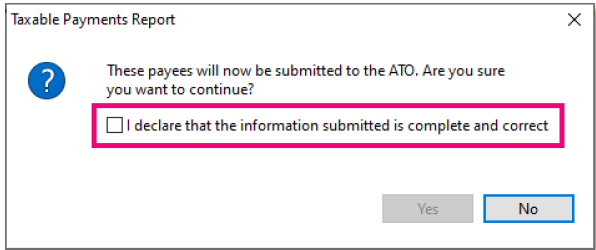 Taxable Payments Report
These payees will now be submitted to the ATO. Are you sure
you want to continue?
I declare that the information submitted is complete and correct
Yes
No